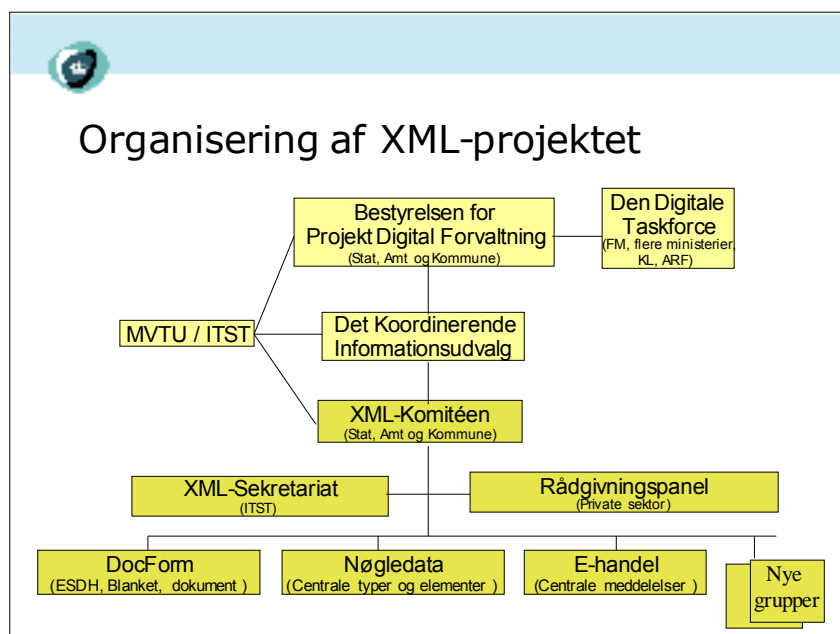 Organisering af XML-projektet
Bestyrelsen for
Projekt Digital Forvaltning
(Stat, Amt og Kommune)
Den Digitale
Taskforce
(FM, flere ministerier,
KL, ARF)
MVTU / ITST
Det Koordinerende
Informationsudvalg
XML-Komitéen
(Stat, Amt og Kommune)
XML-Sekretariat
(ITST)
Rådgivningspanel
(Private sektor)
DocForm
(ESDH, Blanket, dokument )
Nøgledata
(Centrale typer og elementer )
E-handel
(Centrale meddelelser )
Nye
grupper